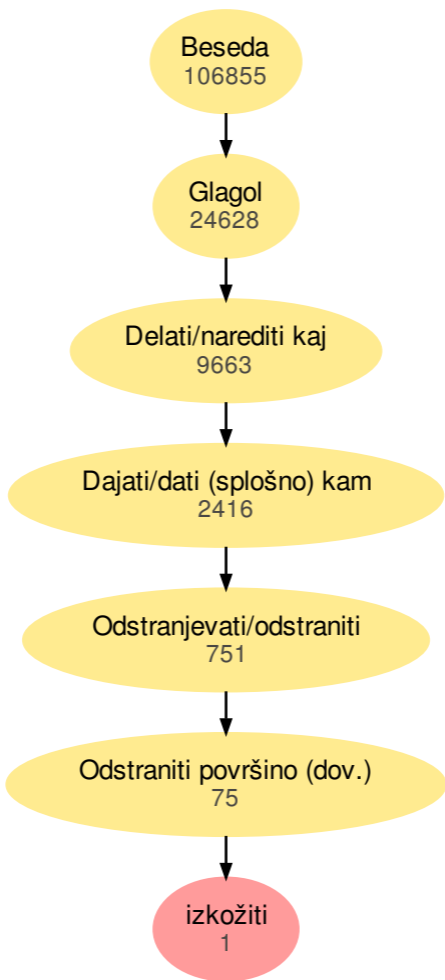 Beseda
106855
Glagol
24628
Delati/narediti kaj
9663
Dajati/dati (splošno) kam
2416
Odstranjevati/odstraniti
751
Odstraniti površino (dov.)
75
izkožiti
1